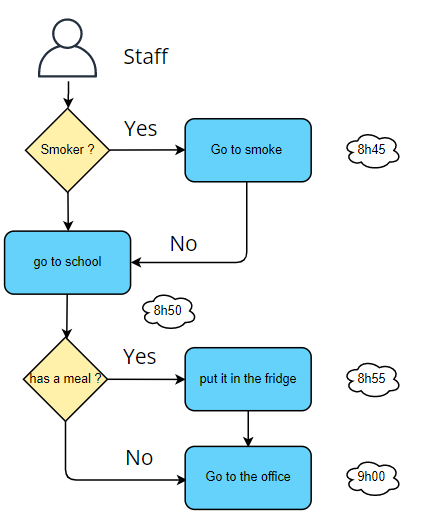 Staff
Yes
Smoker ?
Go to smoke
8h45
No
go to school
8h50
Yes
has a meal ?
put it in the fridge
8h55
No
Go to the office
9h00